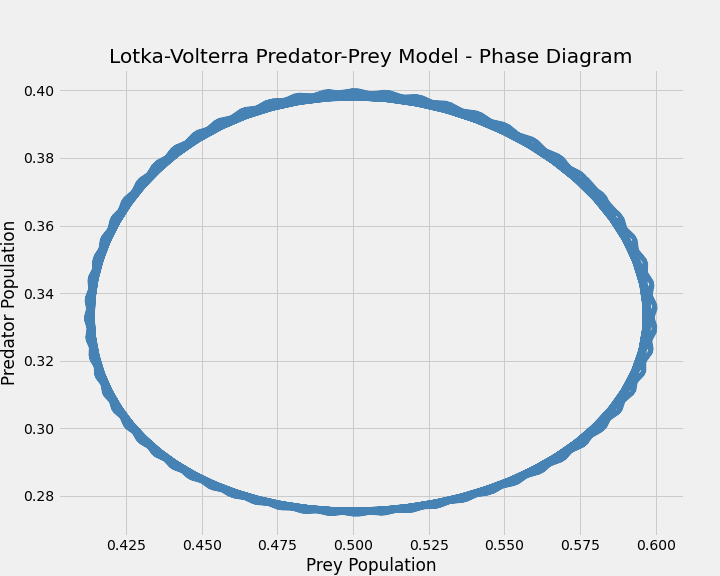 Lotka-Volterra Predator-Prey Model - Phase Diagram
0.40
0.38
0.36
0.34
0.32
0.30
0.28
Predator Population
0.425 0.450 0.475 0.500 0.525 0.550 0.575 0.600
Prey Population